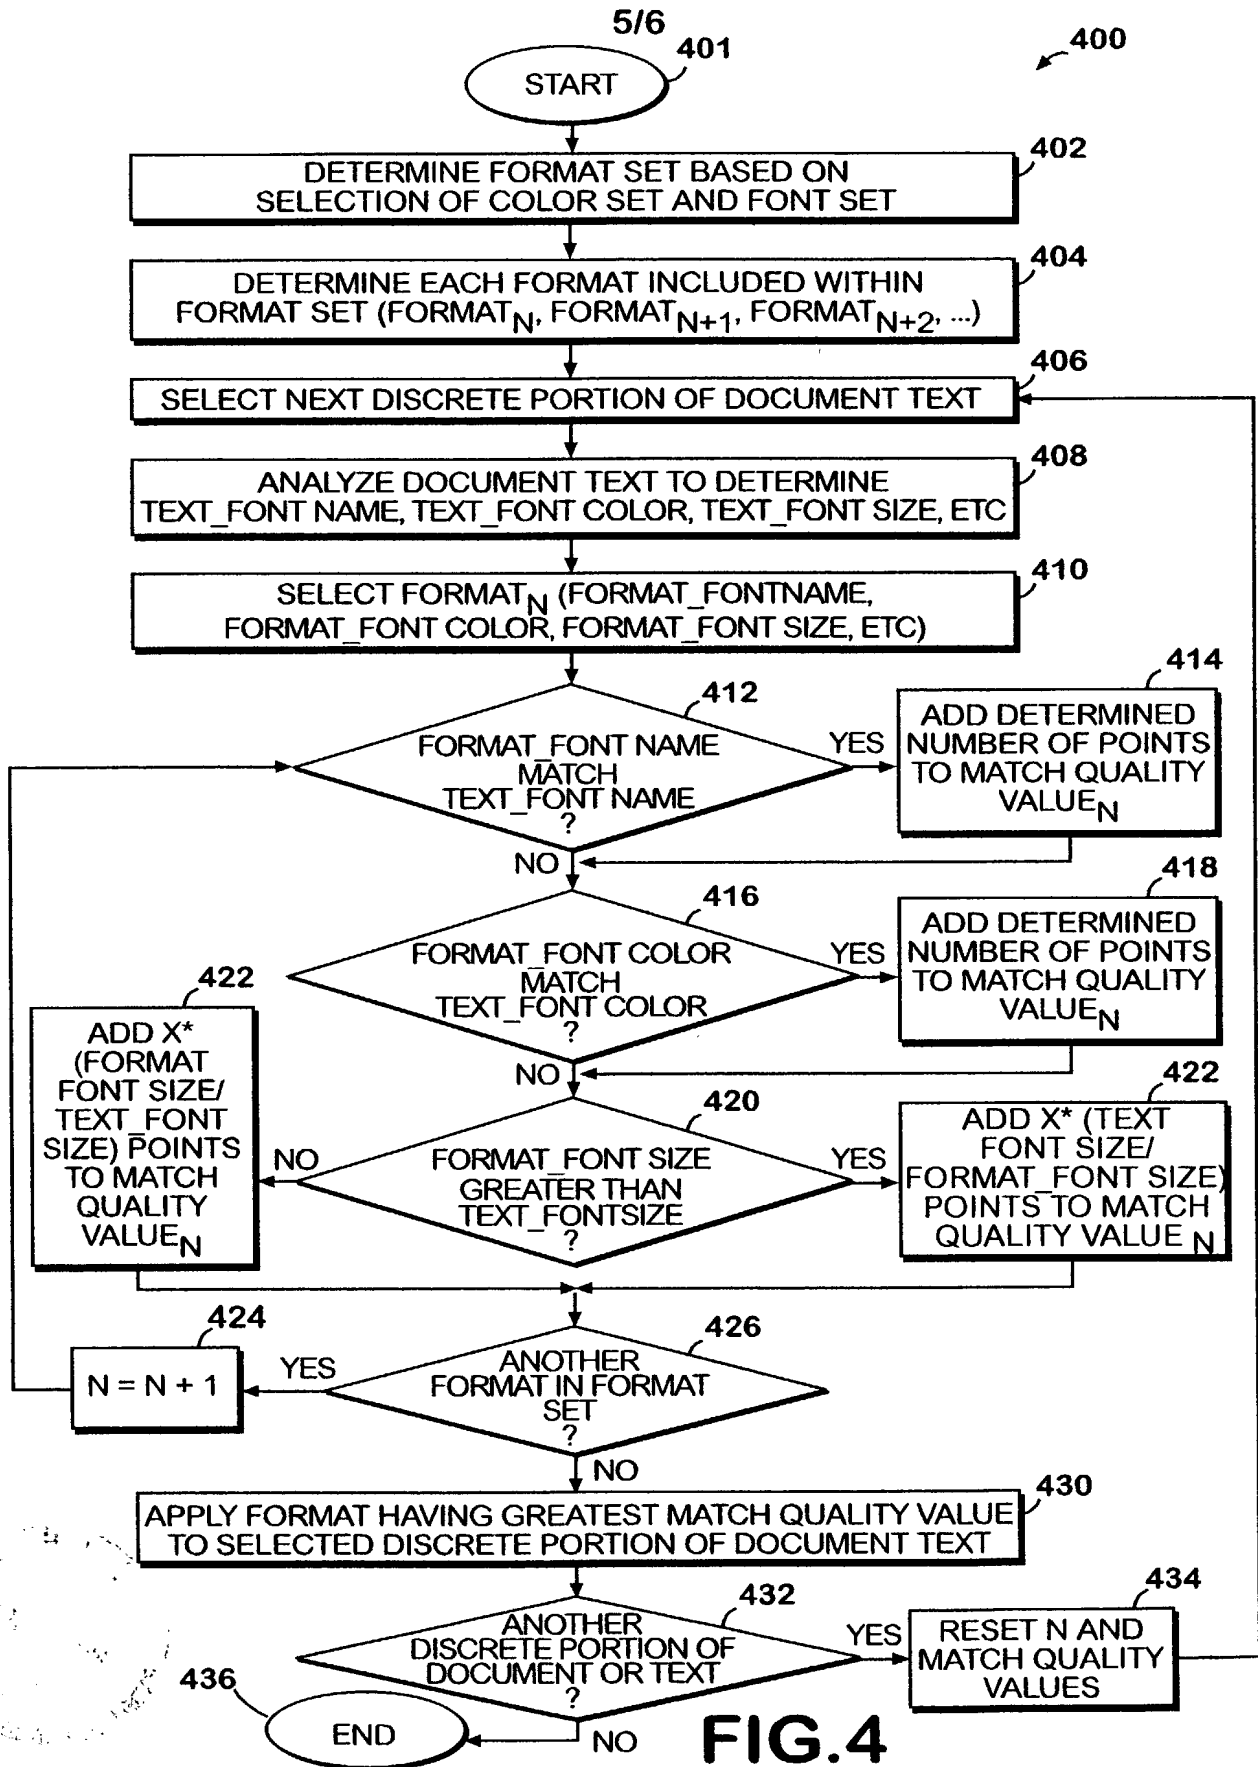 5/6
400
401
START
402
DETERMINE FORMAT SET BASED ON
SELECTION OF COLOR SET AND FONT SET
404
DETERMINE EACH FORMAT INCLUDED WITHIN
FORMAT SET (FORMATN, FORMATN+1, FORMATN+2, ...)
406
SELECT NEXT DISCRETE PORTION OF DOCUMENT TEXT
408
ANALYZE DOCUMENT TEXT TO DETERMINE
TEXT_FONT NAME, TEXT_FONT COLOR, TEXT_FONT SIZE, ETC
410
SELECT FORMATN (FORMAT_FONTNAME,
FORMAT_FONT COLOR, FORMAT_FONT SIZE, ETC)
412
FORMAT_FONT NAME
MATCH
TEXT_FONT NAME
?
YES
NO
414
ADD DETERMINED
NUMBER OF POINTS
TO MATCH QUALITY
VALUEN
416
FORMAT_FONT COLOR
MATCH
TEXT_FONT COLOR
?
YES
NO
418
ADD DETERMINED
NUMBER OF POINTS
TO MATCH QUALITY
VALUEN
422
ADD X*
(FORMAT
FONT SIZE/
TEXT_FONT
SIZE) POINTS
TO MATCH
QUALITY
VALUEN
NO
420
FORMAT_FONT SIZE
GREATER THAN
TEXT_FONTSIZE
?
YES
422
ADD X* (TEXT
FONT SIZE/
FORMAT_FONT SIZE)
POINTS TO MATCH
QUALITY VALUE N
424
N = N + 1
YES
426
ANOTHER
FORMAT IN FORMAT
SET
?
NO
430
APPLY FORMAT HAVING GREATEST MATCH QUALITY VALUE
TO SELECTED DISCRETE PORTION OF DOCUMENT TEXT
432
ANOTHER
DISCRETE PORTION OF
DOCUMENT OR TEXT
?
YES
434
RESET N AND
MATCH QUALITY
VALUES
436
END
NO
FIG.4